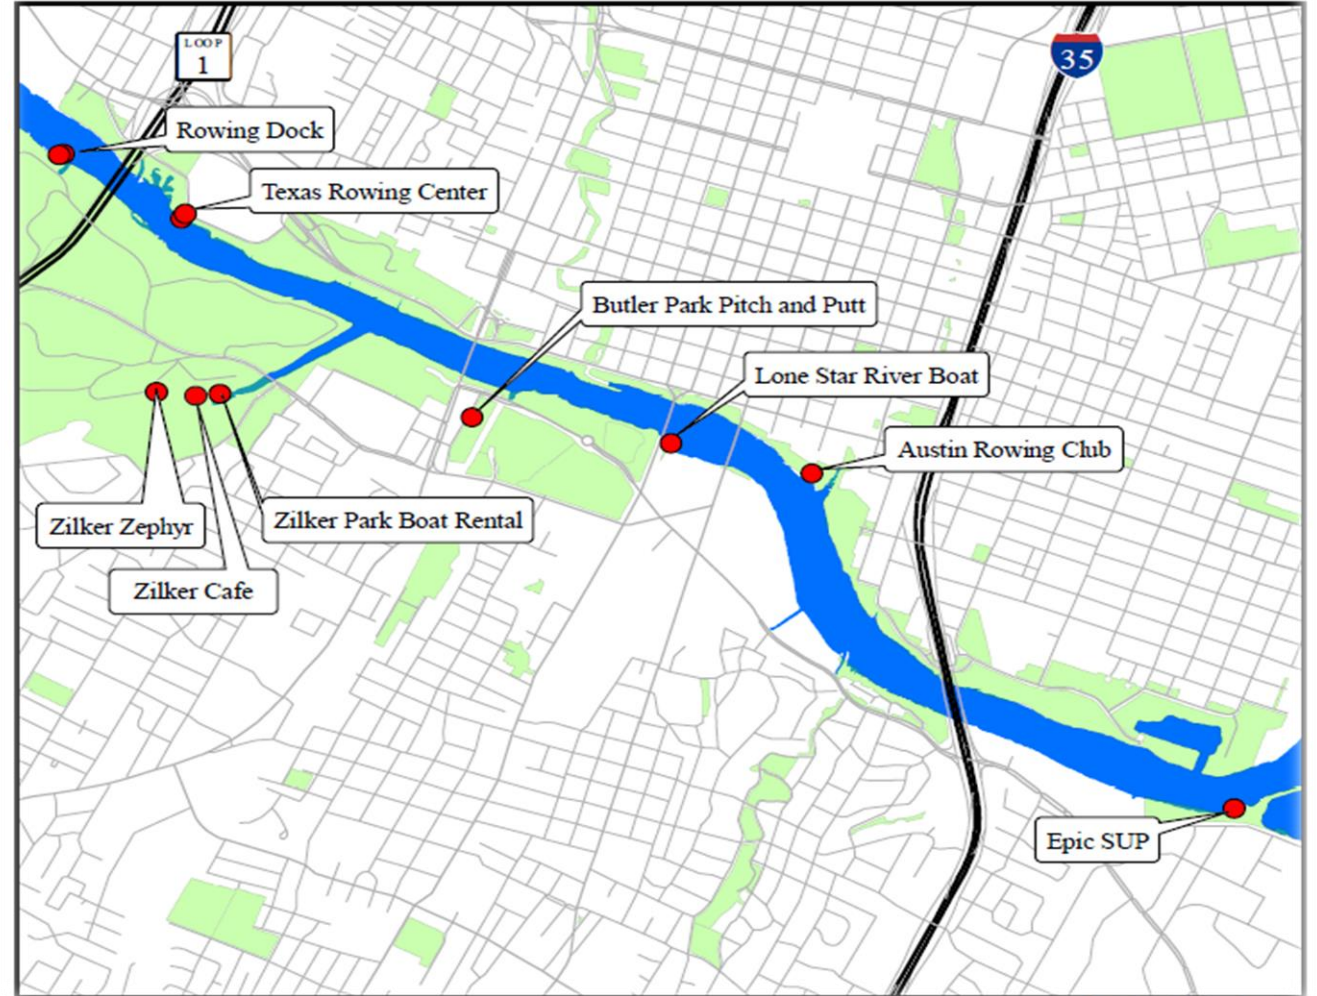 LOOP
1
35
Rowing Dock
Texas Rowing Center
Butler Park Pitch and Putt
Lone Star River Boat
Austin Rowing Club
Zilker Zephyr
Zilker Park Boat Rental
Zilker Cafe
Epic SUP